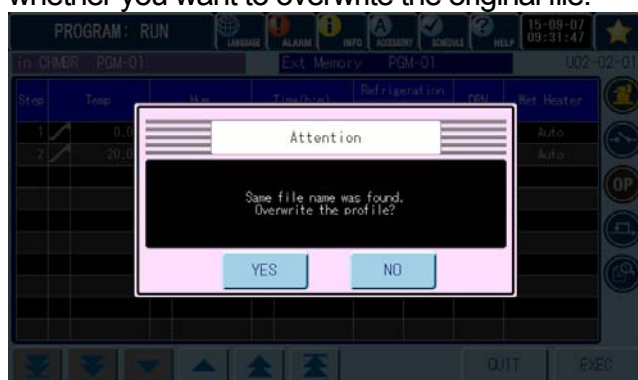 whether you want to overwrite the original file.
PROGRAM: RUN
LANGUAGE ALARM INFO ACCESSORY SCHEDULE HELP
15-09-07
09:31:47
in CHMBR PGM-01 Ext Memory PGM-01 U02-02-01
Step Temp Hum Time(h:m) Refrigeration DRN Wet Heater
1 0.0 Auto
2 20.0 Auto
OP
Attention
Same file name was found.
Overwrite the profile?
YES NO
QUIT EXEC